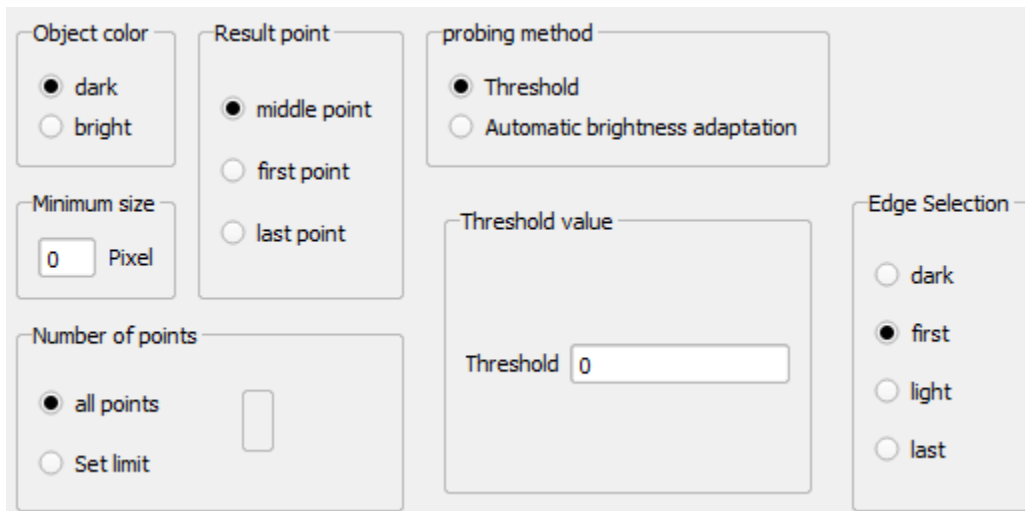 Object color
dark
bright
Result point
middle point
first point
last point
probing method
Threshold
Automatic brightness adaptation
Minimum size
0 Pixel
Threshold value
Threshold 0
Edge Selection
dark
first
light
last
Number of points
all points
Set limit